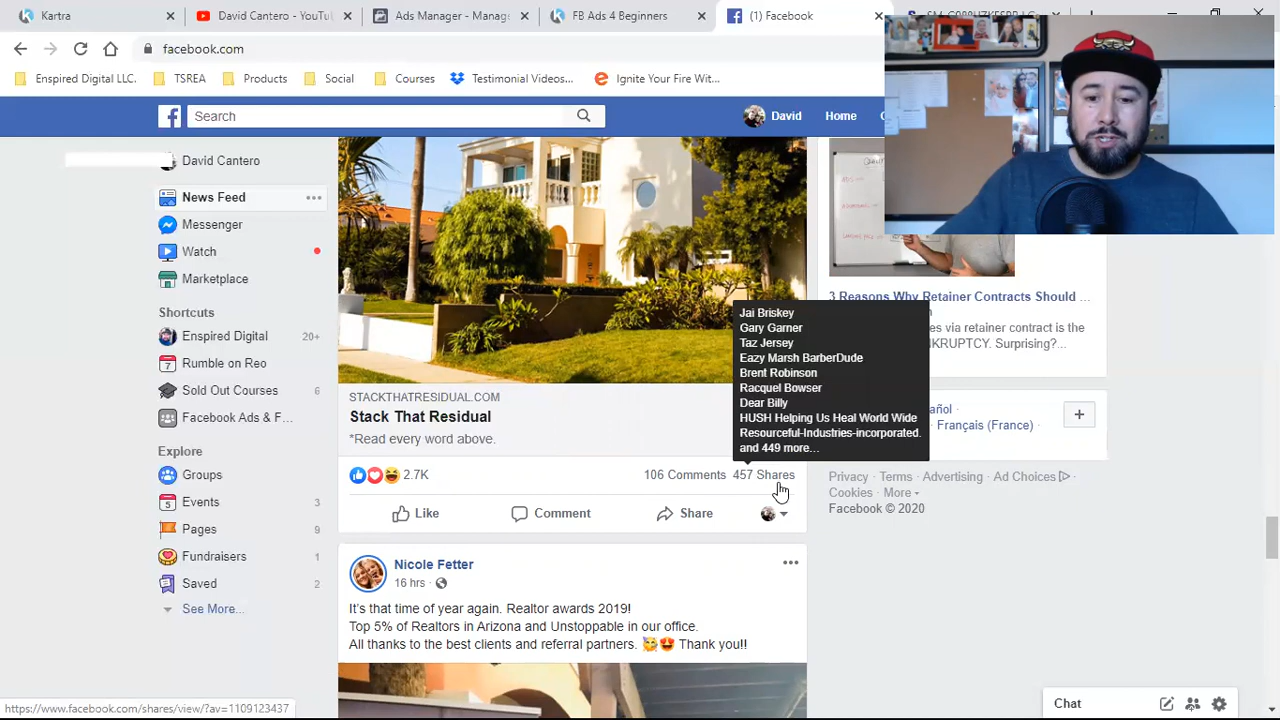 Kartra
David Cantero - YouTu
Ads Manager - Manag
FB Ads 4 Beginners
(1) Facebook
facebook.com
Enspired Digital LLC.
TSREA
Products
Social
Courses
Testimonial Videos...
Ignite Your Fire Wit...
Search
David
Home
David Cantero
News Feed
Messenger
Watch
Marketplace
Shortcuts
Enspired Digital 20+
Rumble on Reo
Sold Out Courses 6
Facebook Ads & F...
Explore
Groups
Events 3
Pages 9
Fundraisers 1
Saved 2
See More...
STACKTHATRESIDUAL.COM
Stack That Residual
*Read every word above.
2.7K
106 Comments 457 Shares
Like
Comment
Share
Jai Briskey
Gary Garner
Taz Jersey
Eazy Marsh BarberDude
Brent Robinson
Racquel Bowser
Dear Billy
HUSH Helping Us Heal World Wide
Resourceful-Industries-incorporated.
and 449 more...
Nicole Fetter
16 hrs ·
It's that time of year again. Realtor awards 2019!
Top 5% of Realtors in Arizona and Unstoppable in our office.
All thanks to the best clients and referral partners. 🥰😍 Thank you!!
3 Reasons Why Retainer Contracts Should ...
es via retainer contract is the
NKRUPTCY. Surprising?...
Français (France) ·
Privacy · Terms · Advertising · Ad Choices
Cookies · More
Facebook © 2020
Chat
https://www.facebook.com/shares/view/?av=1109123437